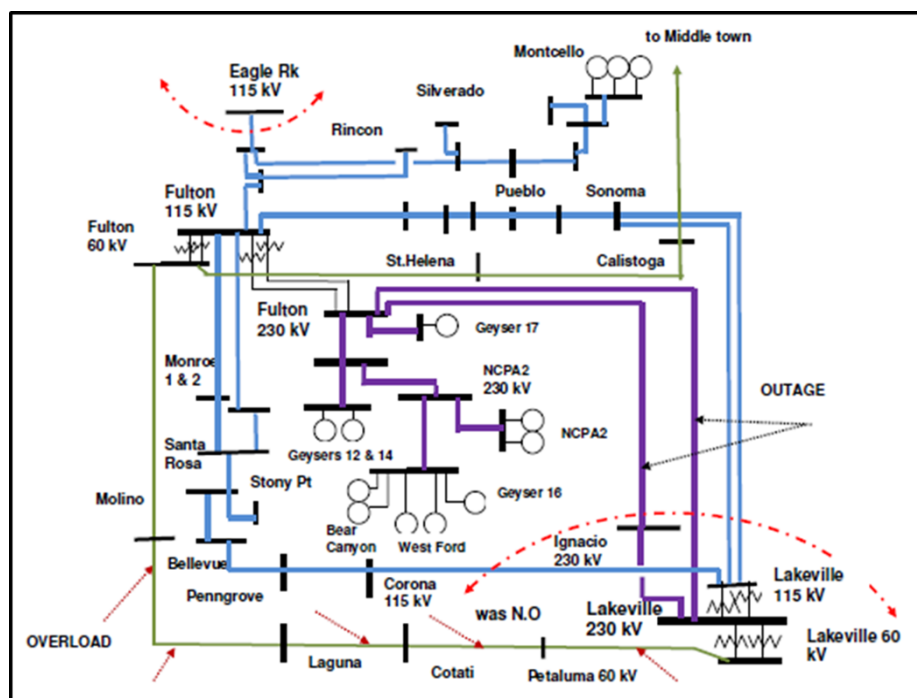 to Middle town
Montcello
Eagle Rk
115 kV
Silverado
Rincon
Fulton
115 kV
Pueblo
Sonoma
Fulton
60 kV
St.Helena
Calistoga
Fulton
230 kV
Geyser 17
Monroe
1 & 2
NCPA2
230 kV
OUTAGE
NCPA2
Geysers 12 & 14
Santa
Rosa
Stony Pt
Geyser 16
Molino
Bear
Canyon
West Ford
Ignacio
230 kV
Bellevue
Penngrove
Corona
115 kV
Lakeville
115 kV
was N.O
Lakeville
230 kV
OVERLOAD
Lakeville 60
kV
Laguna
Cotati
Petaluma 60 kV